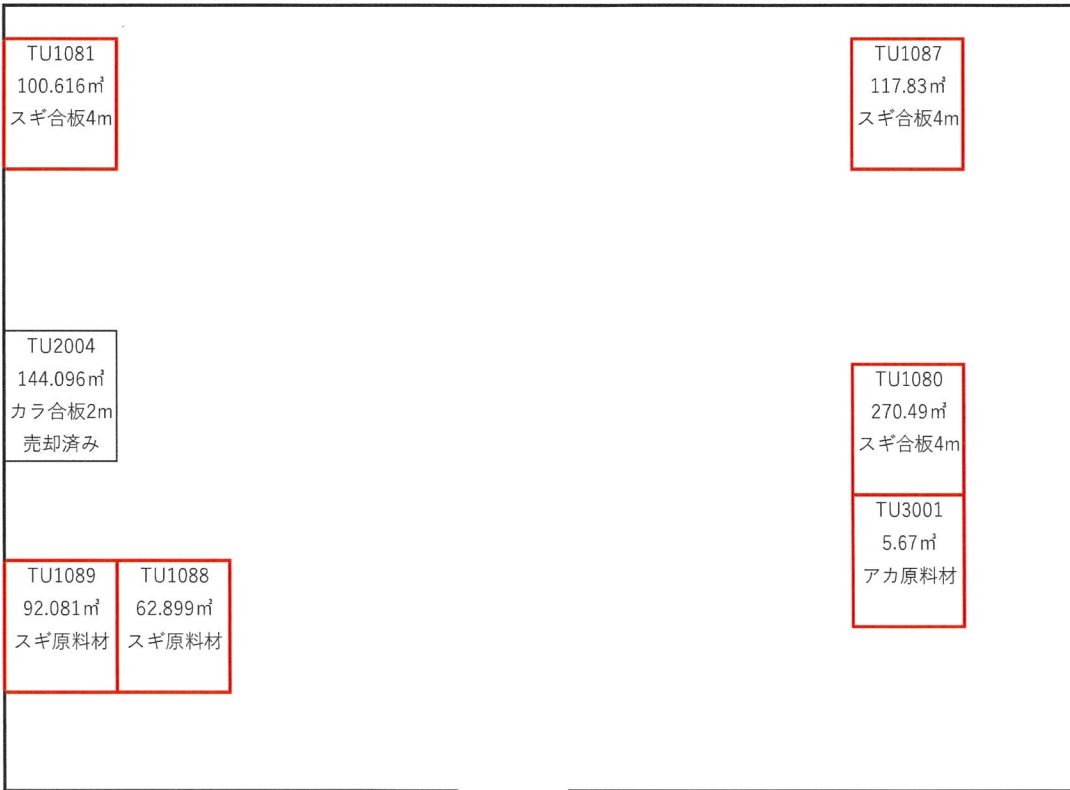 TU1081
100.616㎥
スギ合板4m
TU1087
117.83㎥
スギ合板4m
TU2004
144.096㎥
カラ合板2m
売却済み
TU1080
270.49㎥
スギ合板4m
TU3001
5.67㎥
アカ原料材
TU1089
92.081㎥
スギ原料材
TU1088
62.899㎥
スギ原料材